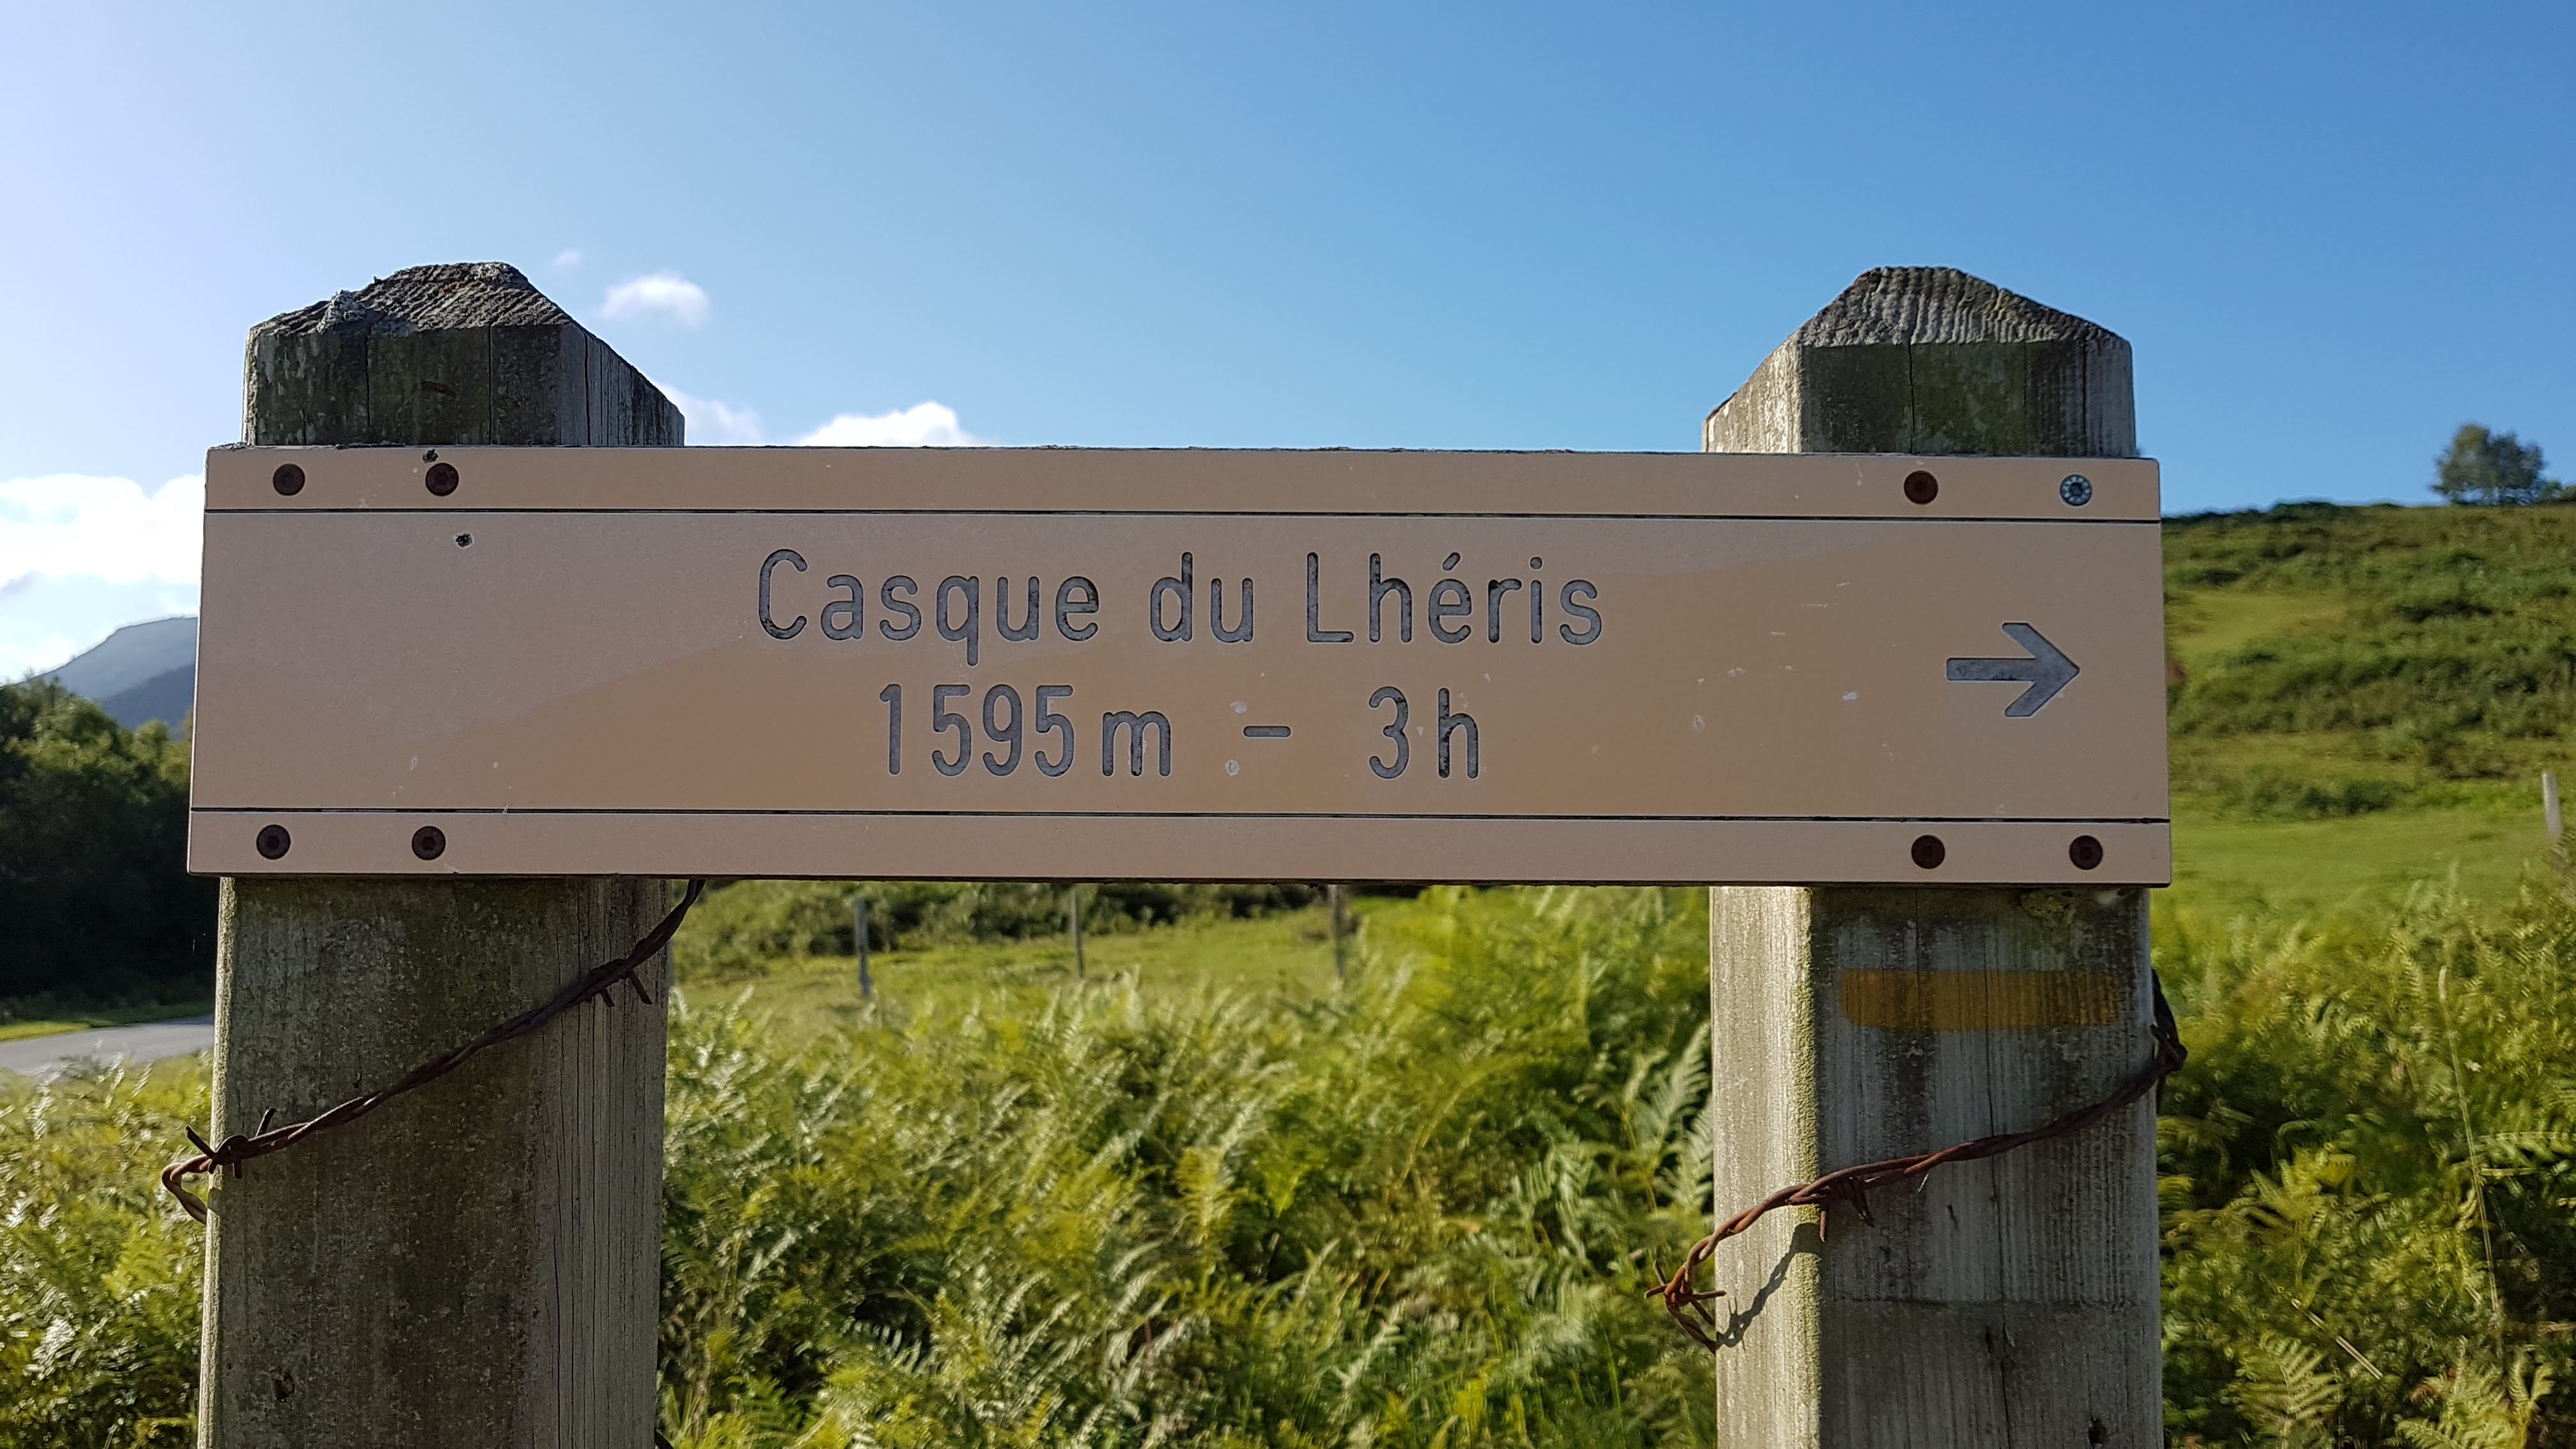 Casque du Lhéris
1595m - 3h